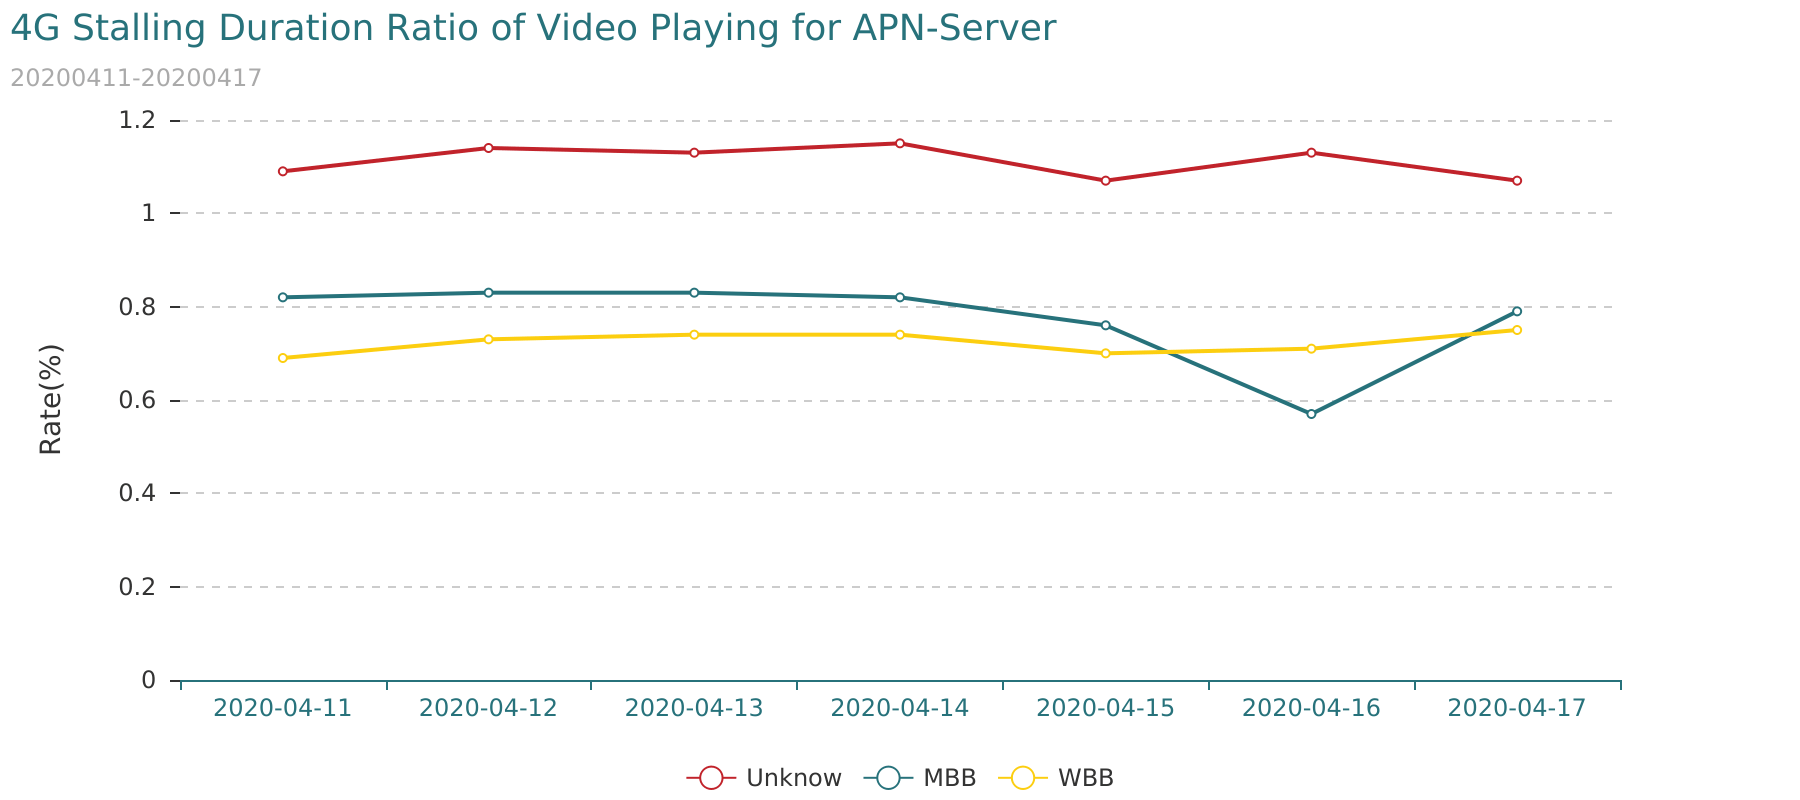 4G Stalling Duration Ratio of Video Playing for APN-Server
20200411-20200417
1.2
1
0.8
0.6
0.4
0.2
0
Rate(%)
2020-04-11 2020-04-12 2020-04-13 2020-04-14 2020-04-15 2020-04-16 2020-04-17
Unknow MBB WBB